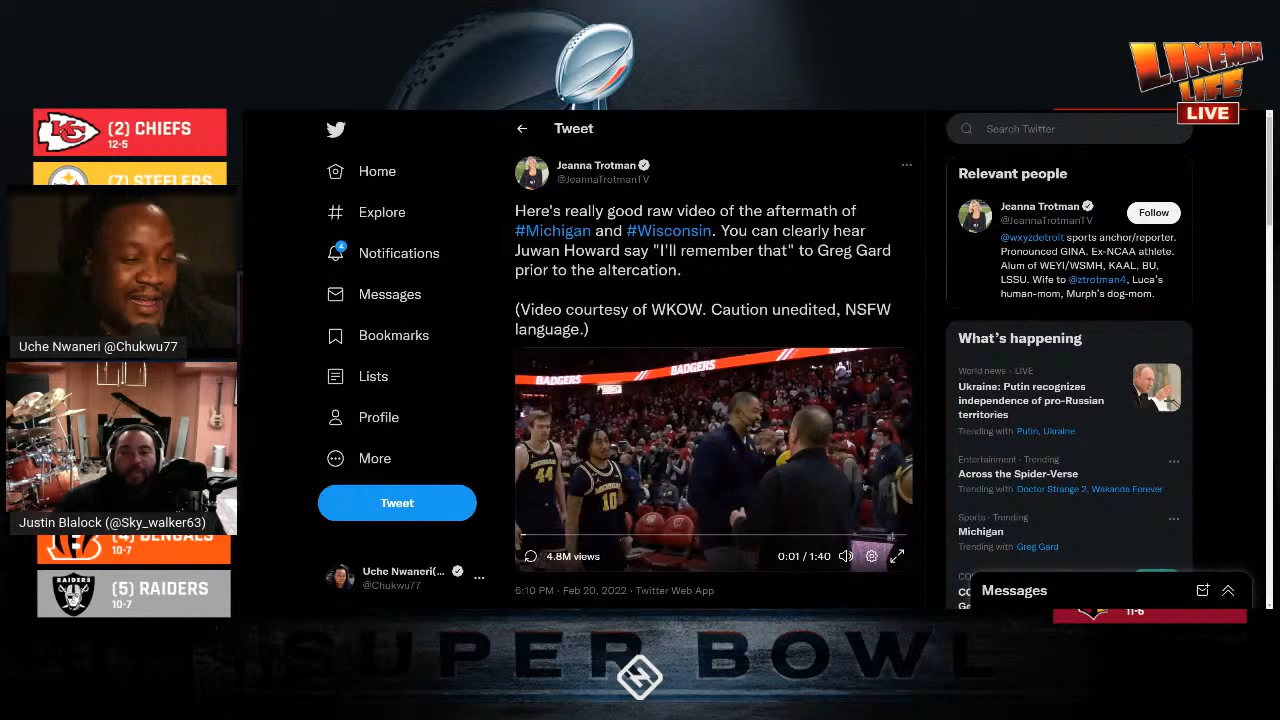 LINEMAN
LIFE
LIVE
(2) CHIEFS
12-5
(7) STEELERS
Uche Nwaneri @Chukwu77
Justin Blalock (@Sky_walker63)
(4) BENGALS
10-7
(5) RAIDERS
10-7
RAIDERS
Home
Explore
4
Notifications
Messages
Bookmarks
Lists
Profile
More
Tweet
Uche Nwaneri(...
@Chukwu77
Tweet
Jeanna Trotman
@JeannaTrotmanTV
Here's really good raw video of the aftermath of
#Michigan and #Wisconsin. You can clearly hear
Juwan Howard say "I'll remember that" to Greg Gard
prior to the altercation.
(Video courtesy of WKOW. Caution unedited, NSFW
language.)
BADGERS
BADGERS
BADGERS
MICHIGAN
44
MICHIGAN
10
4.8M views
0:01 / 1:40
6:10 PM · Feb 20, 2022 · Twitter Web App
Search Twitter
Relevant people
Jeanna Trotman
@JeannaTrotmanTV
Follow
@wxyzdetroit sports anchor/reporter.
Pronounced GINA. Ex-NCAA athlete.
Alum of WEYI/WSMH, KAAL, BU,
LSSU. Wife to @ztrotman4, Luca's
human-mom, Murph's dog-mom.
What's happening
World news · LIVE
Ukraine: Putin recognizes
independence of pro-Russian
territories
Trending with Putin, Ukraine
Entertainment · Trending
Across the Spider-Verse
Trending with Doctor Strange 2, Wakanda Forever
Sports · Trending
Michigan
Trending with Greg Gard
Messages
11-6
SUPER BOWL